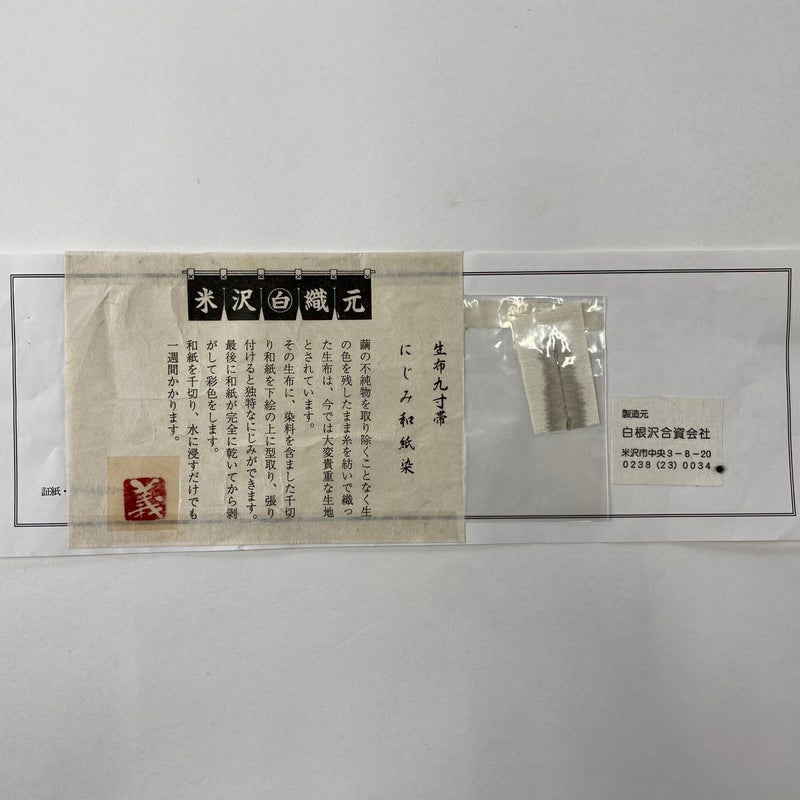 米沢白織元
生布九寸帯
にじみ和紙染
繭の不純物を取り除くことなく生
の色を残したまま糸を紡いで織っ
た生布は、今では大変貴重な生地
とされています。
その生布に、染料を含ました千切
り和紙を下絵の上に型取り、張り
付けると独特なにじみができます。
最後に和紙が完全に乾いてから剥
がして彩色をします。
和紙を千切り、水に浸すだけでも
一週間かかります。
義
製造元
白根沢合資会社
米沢市中央3-8-20
0238(23)0034
証紙・